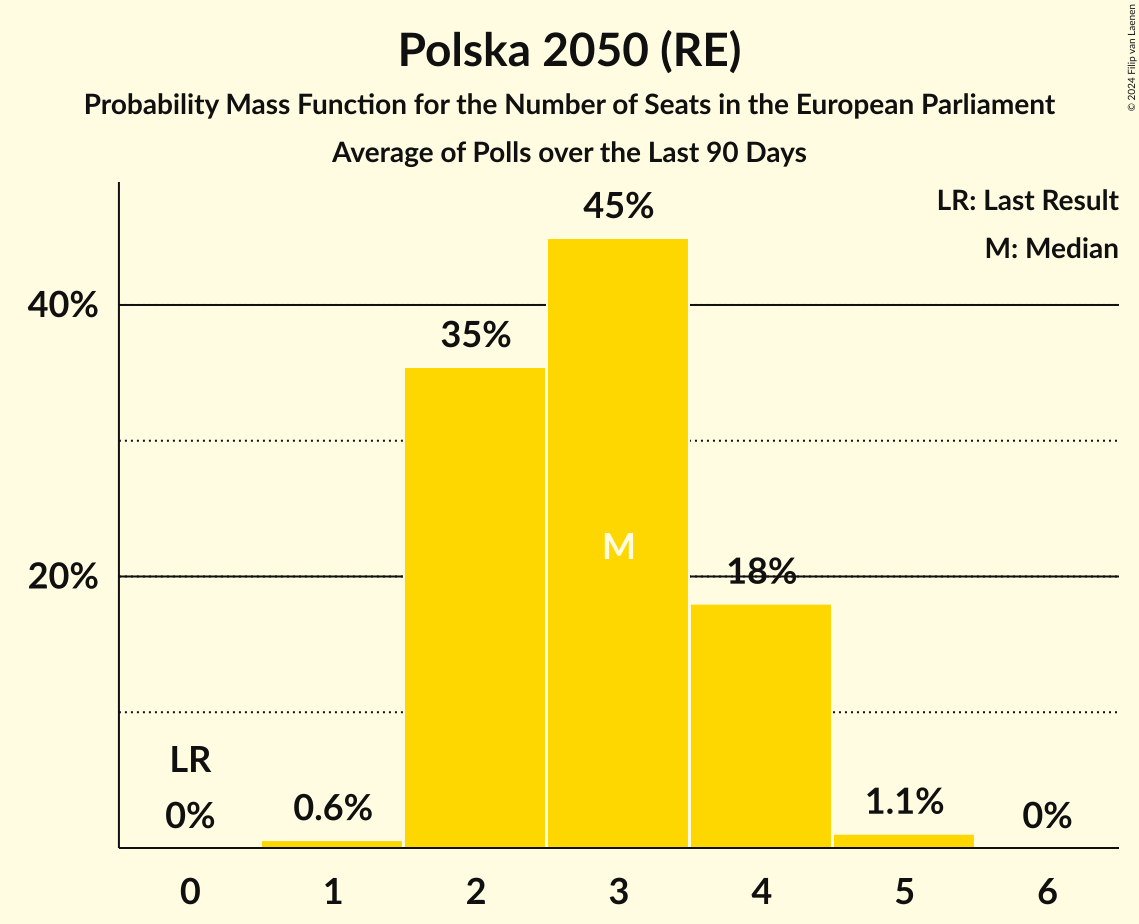 Polska 2050 (RE)
Probability Mass Function for the Number of Seats in the European Parliament
Average of Polls over the Last 90 Days
© 2024 Filip van Laenen
LR: Last Result
M: Median
45%
40%
35%
M
20%
18%
LR
0%
0.6%
1.1%
0%
0 1 2 3 4 5 6